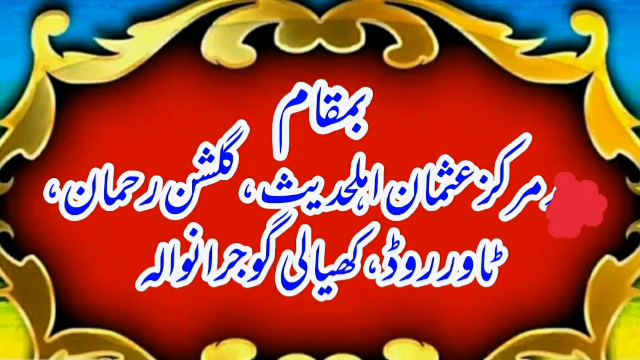 بمقام
مرکز عثمان اہلحدیث، گلشن رحمان،
ٹاور روڈ، کھیالی گوجرانوالہ